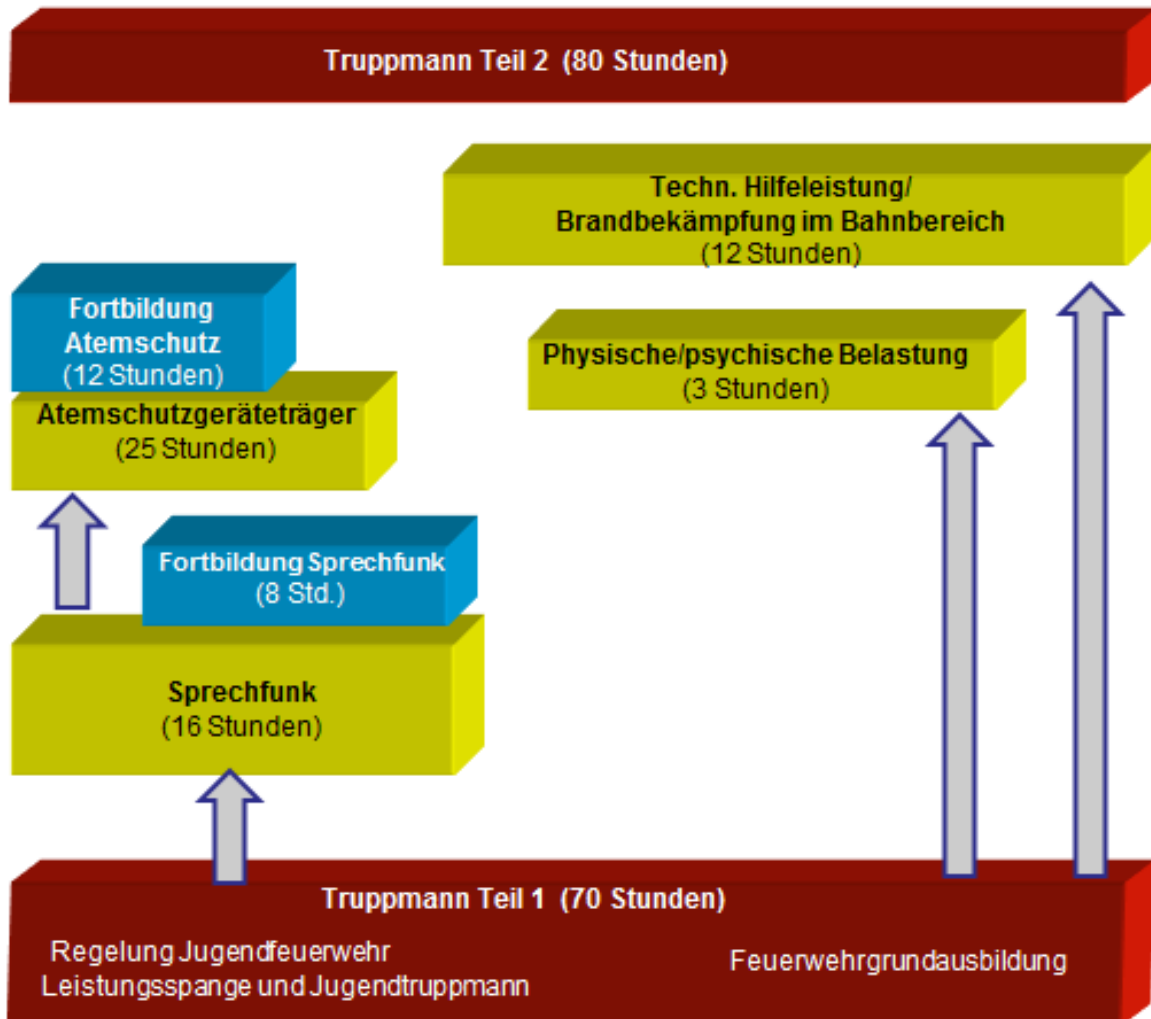 Truppmann Teil 2 (80 Stunden)
Techn. Hilfeleistung/
Brandbekämpfung im Bahnbereich
(12 Stunden)
Fortbildung
Atemschutz
(12 Stunden)
Physische/psychische Belastung
(3 Stunden)
Atemschutzgeräteträger
(25 Stunden)
Fortbildung Sprechfunk
(8 Std.)
Sprechfunk
(16 Stunden)
Truppmann Teil 1 (70 Stunden)
Regelung Jugendfeuerwehr
Leistungsspange und Jugendtruppmann
Feuerwehrgrundausbildung